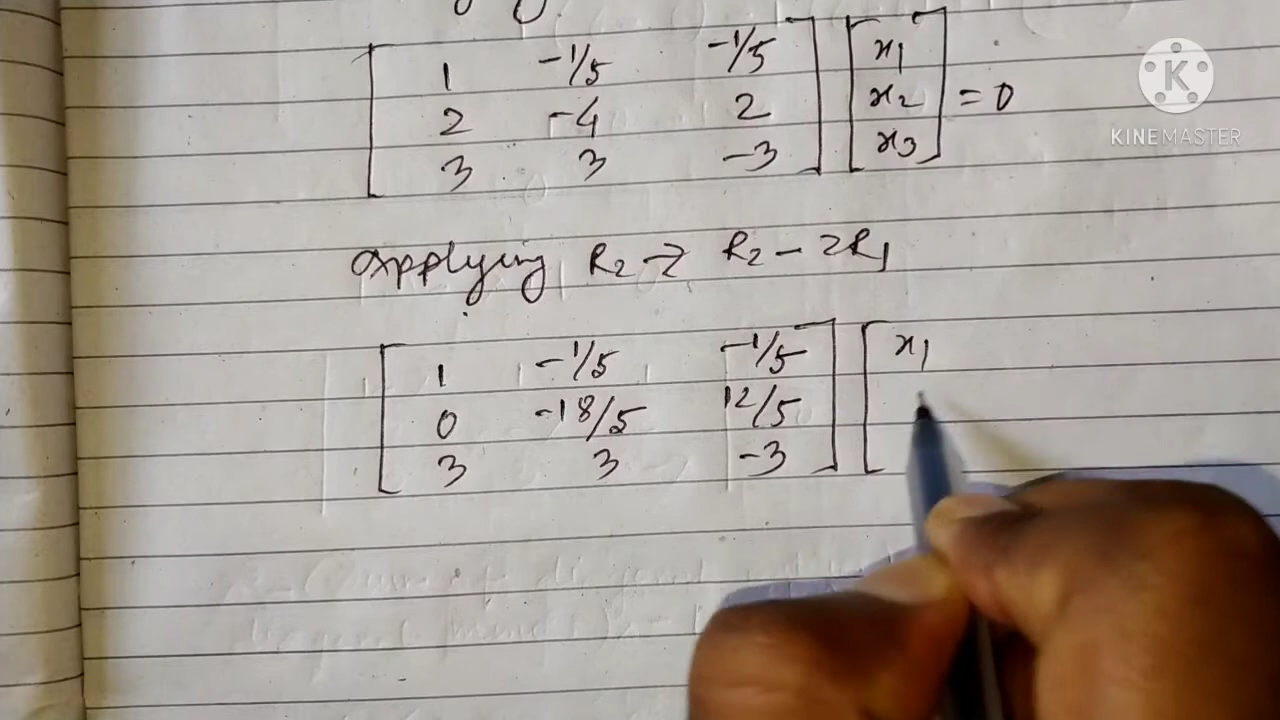 1 -1/5 -1/5 x1
2 -4 2 x2 = 0
3 3 -3 x3
KINEMASTER
Applying R2 → R2 - 2R1
1 -1/5 -1/5 x1
0 -18/5 12/5
3 3 -3